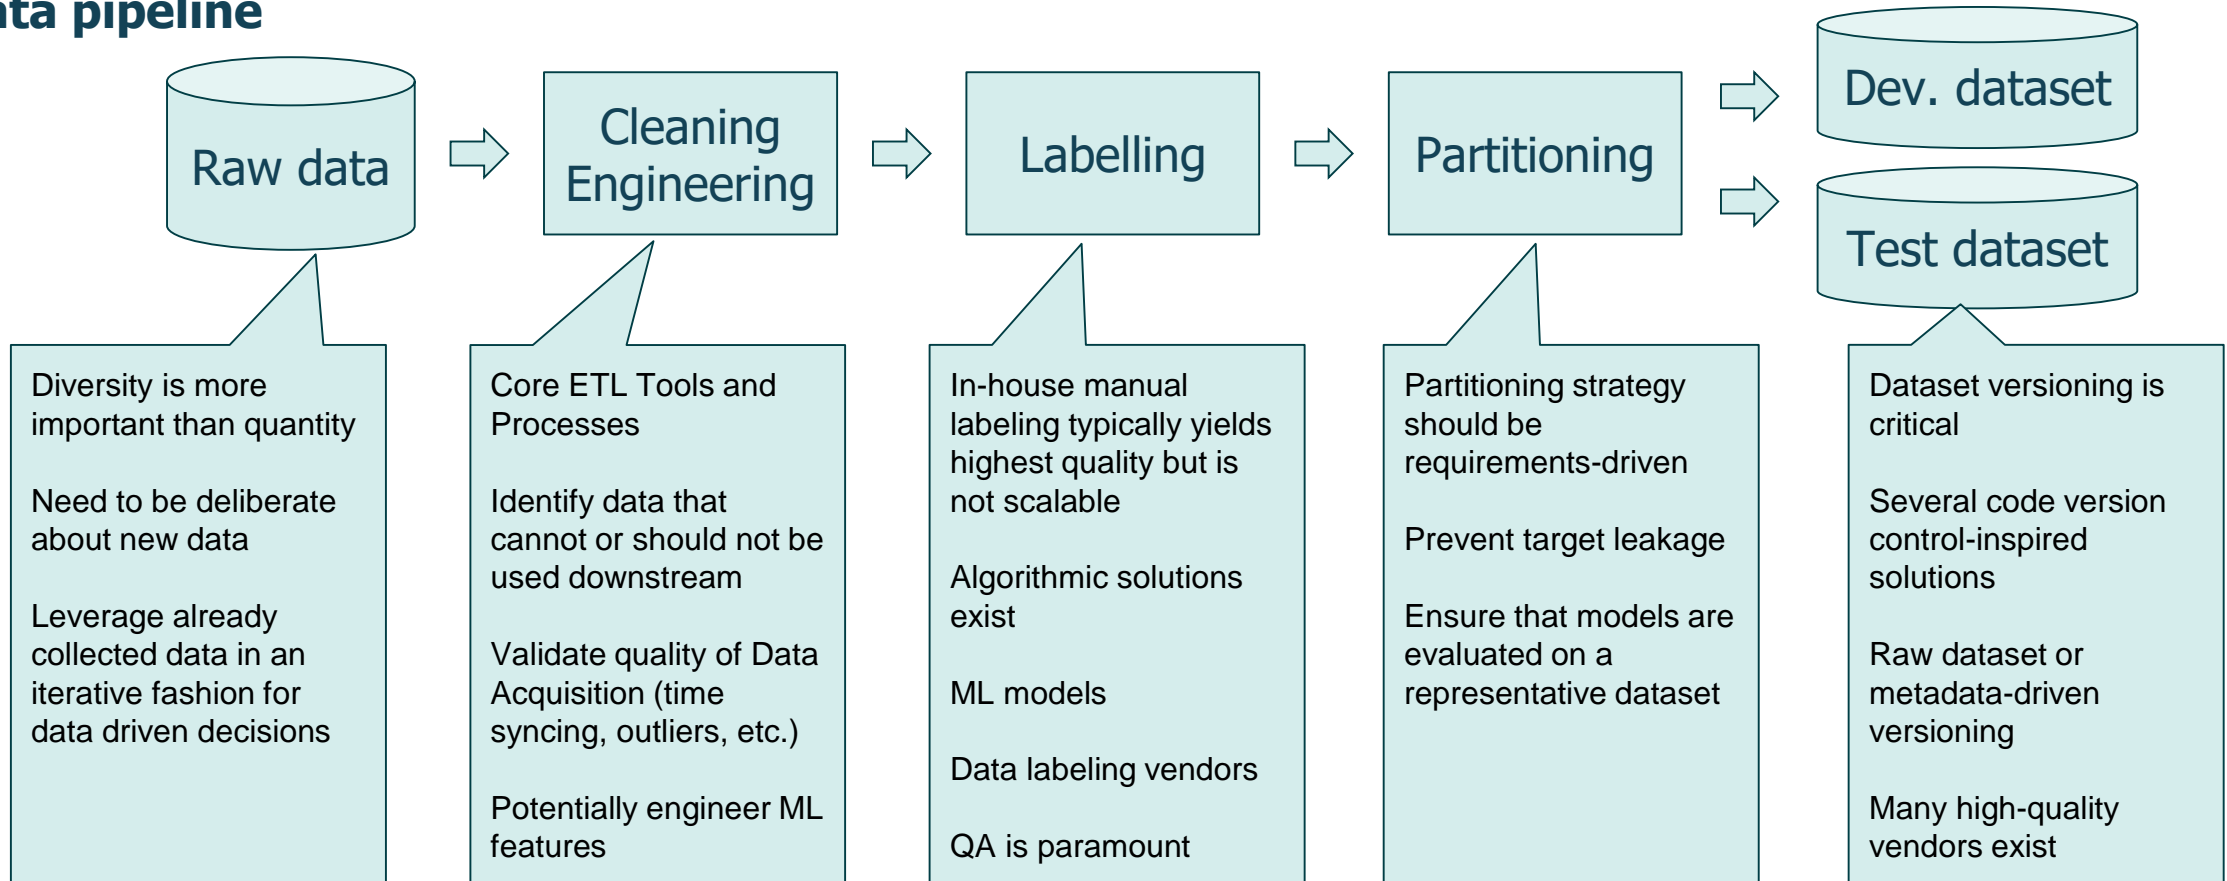 ata pipeline
Raw data
Cleaning
Engineering
Labelling
Partitioning
Dev. dataset
Test dataset
Diversity is more
important than quantity
Need to be deliberate
about new data
Leverage already
collected data in an
iterative fashion for
data driven decisions
Core ETL Tools and
Processes
Identify data that
cannot or should not be
used downstream
Validate quality of Data
Acquisition (time
syncing, outliers, etc.)
Potentially engineer ML
features
In-house manual
labeling typically yields
highest quality but is
not scalable
Algorithmic solutions
exist
ML models
Data labeling vendors
QA is paramount
Partitioning strategy
should be
requirements-driven
Prevent target leakage
Ensure that models are
evaluated on a
representative dataset
Dataset versioning is
critical
Several code version
control-inspired
solutions
Raw dataset or
metadata-driven
versioning
Many high-quality
vendors exist